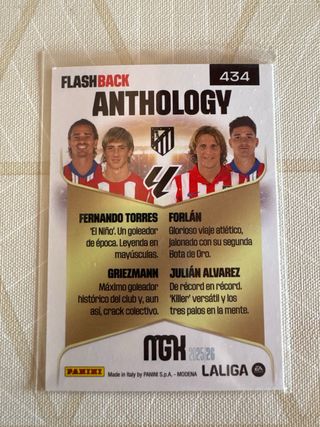 FLASHBACK
434
ANTHOLOGY
FERNANDO TORRES
'El Niño'. Un goleador
de época. Leyenda en
mayúsculas.
FORLÁN
Glorioso viaje atlético,
jalonado con su segunda
Bota de Oro.
GRIEZMANN
Máximo goleador
histórico del club y, aun
así, crack colectivo.
JULIÁN ALVAREZ
De récord en récord.
'Killer' versátil y los
tres palos en la mente.
MGK 2025/26
PANINI
Made in Italy by PANINI S.p.A. - MODENA
LALIGA
EA